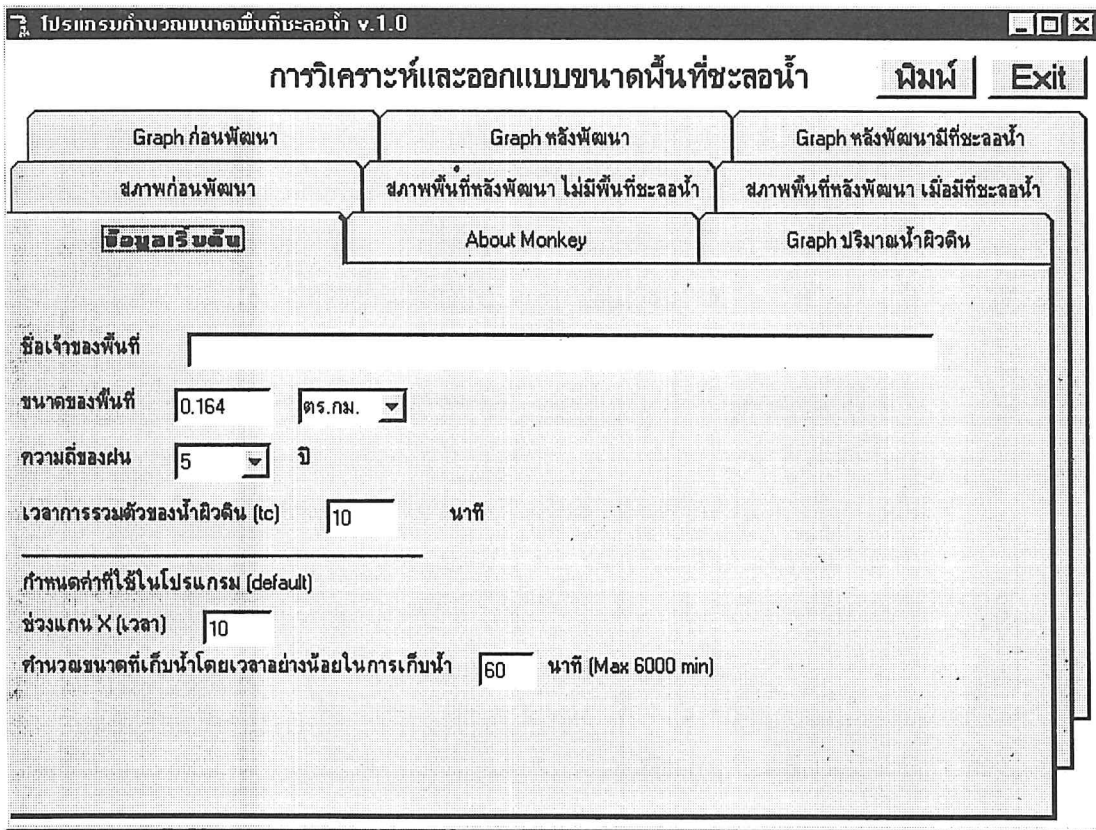 โปรแกรมคำนวณขนาดพื้นที่ชะลอน้ำ v.1.0
การวิเคราะห์และออกแบบขนาดพื้นที่ชะลอน้ำ พิมพ์ Exit
Graph ก่อนพัฒนา Graph หลังพัฒนา Graph หลังพัฒนามีที่ชะลอน้ำ
สภาพก่อนพัฒนา สภาพพื้นที่หลังพัฒนา ไม่มีพื้นที่ชะลอน้ำ สภาพพื้นที่หลังพัฒนา เมื่อมีที่ชะลอน้ำ
ข้อมูลเริ่มต้น About Monkey Graph ปริมาณน้ำผิวดิน
ชื่อเจ้าของพื้นที่
ขนาดของพื้นที่ 0.164 ตร.กม.
ความถี่ของฝน 5 ปี
เวลาการรวมตัวของน้ำผิวดิน (tc) 10 นาที
กำหนดค่าที่ใช้ในโปรแกรม (default)
ช่วงแกน X (เวลา) 10
คำนวณขนาดที่เก็บน้ำโดยเวลาอย่างน้อยในการเก็บน้ำ 60 นาที (Max 6000 min)